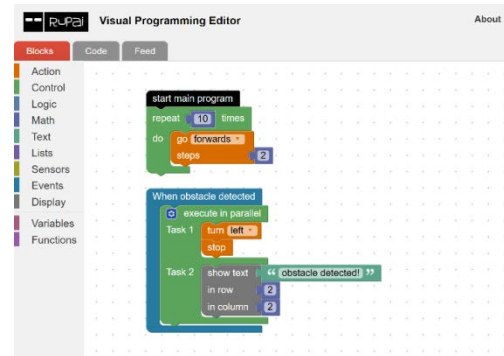 RuPai Visual Programming Editor About
Blocks Code Feed
Action
Control
Logic
Math
Text
Lists
Sensors
Events
Display
Variables
Functions
start main program
repeat 10 times
do go forwards
steps 2
When obstacle detected
execute in parallel
Task 1 turn left
stop
Task 2 show text “ obstacle detected! ”
in row 2
in column 2